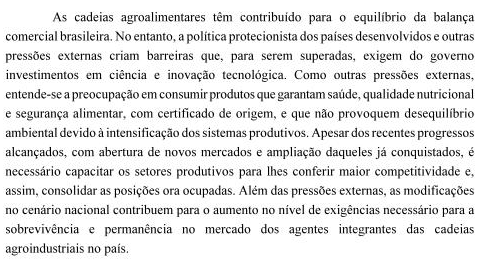 As cadeias agroalimentares têm contribuído para o equilíbrio da balança
comercial brasileira. No entanto, a política protecionista dos países desenvolvidos e outras
pressões externas criam barreiras que, para serem superadas, exigem do governo
investimentos em ciência e inovação tecnológica. Como outras pressões externas,
entende-se a preocupação em consumir produtos que garantam saúde, qualidade nutricional
e segurança alimentar, com certificado de origem, e que não provoquem desequilíbrio
ambiental devido à intensificação dos sistemas produtivos. Apesar dos recentes progressos
alcançados, com abertura de novos mercados e ampliação daqueles já conquistados, é
necessário capacitar os setores produtivos para lhes conferir maior competitividade e,
assim, consolidar as posições ora ocupadas. Além das pressões externas, as modificações
no cenário nacional contribuem para o aumento no nível de exigências necessário para a
sobrevivência e permanência no mercado dos agentes integrantes das cadeias
agroindustriais no país.